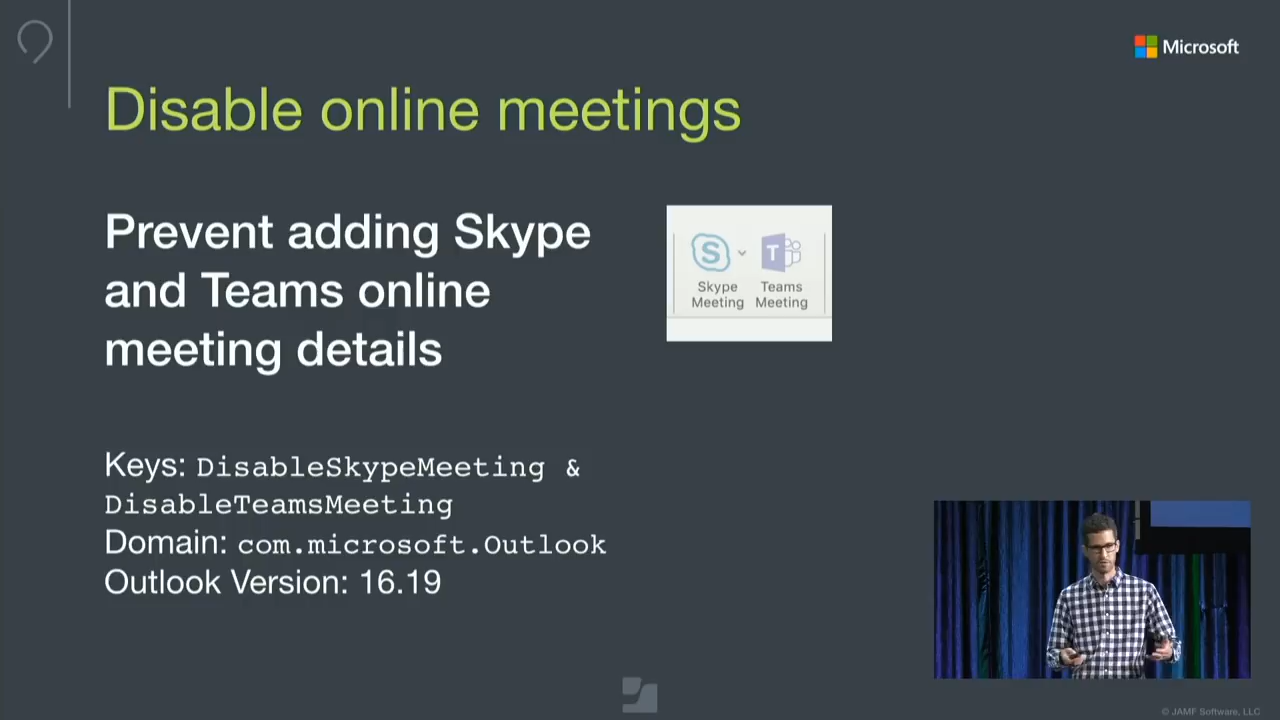 Microsoft
Disable online meetings
Prevent adding Skype
and Teams online
meeting details
S
T
Skype
Meeting
Teams
Meeting
Keys: DisableSkypeMeeting &
DisableTeamsMeeting
Domain: com.microsoft.Outlook
Outlook Version: 16.19
© JAMF Software, LLC